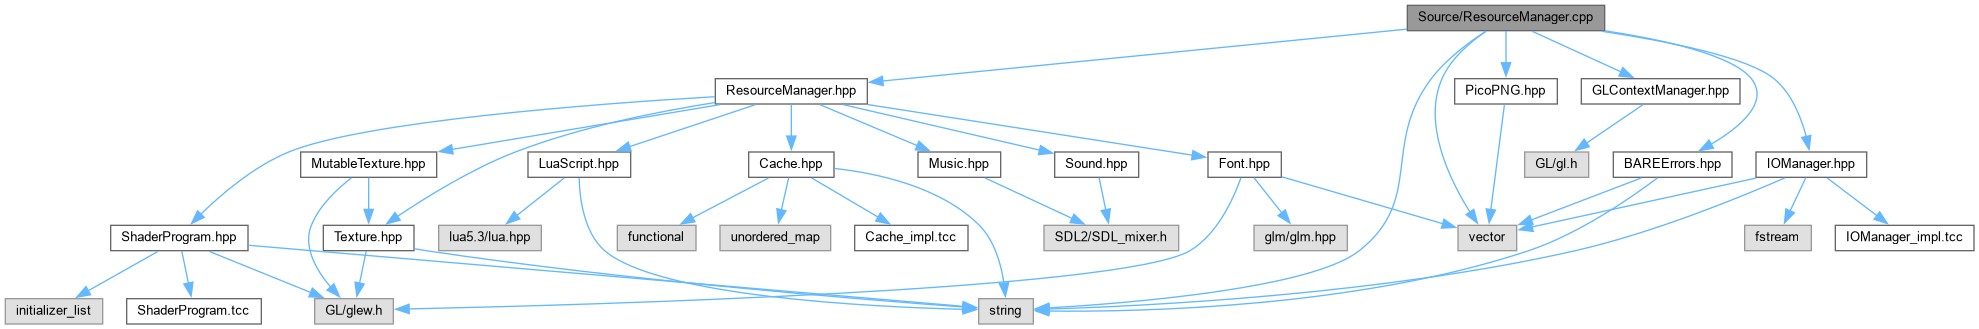 Source/ResourceManager.cpp
ResourceManager.hpp
PicoPNG.hpp
GLContextManager.hpp
MutableTexture.hpp
LuaScript.hpp
Cache.hpp
Music.hpp
Sound.hpp
Font.hpp
GL/gl.h
BAREErrors.hpp
IOManager.hpp
ShaderProgram.hpp
Texture.hpp
lua5.3/lua.hpp
functional
unordered_map
Cache_impl.tcc
SDL2/SDL_mixer.h
glm/glm.hpp
vector
fstream
IOManager_impl.tcc
initializer_list
ShaderProgram.tcc
GL/glew.h
string